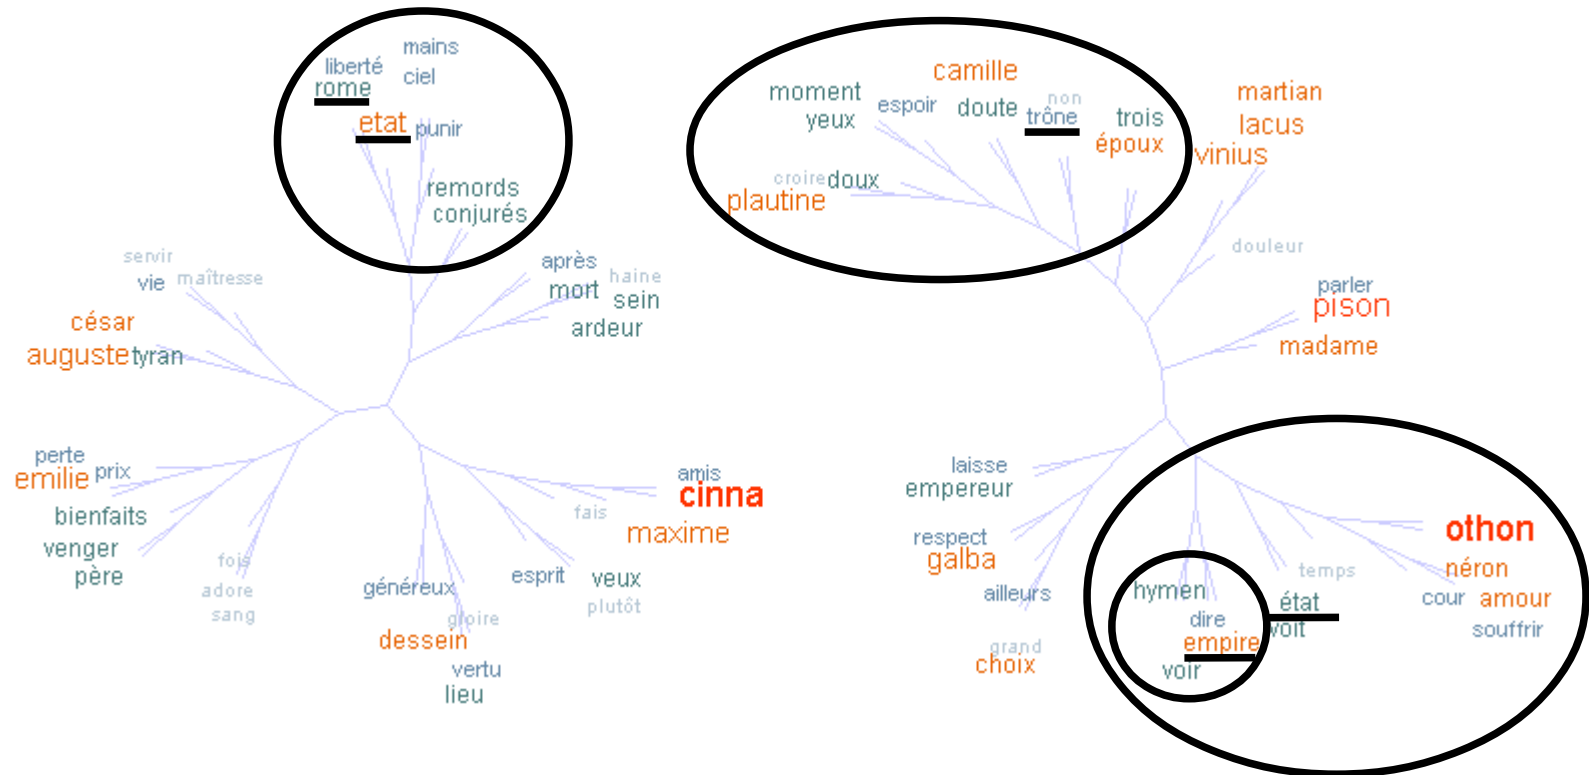 mains
liberté
ciel
rome
etat
punir
remords
conjurés
servir
vie
maîtresse
après
haine
mort
sein
ardeur
césar
auguste
tyran
perte
emilie
prix
bienfaits
venger
père
fois
adore
sang
amis
cinna
fais
maxime
généreux
esprit
veux
plutôt
gloire
dessein
vertu
lieu
camille
moment
yeux
espoir
doute
non
trône
trois
époux
croire
doux
plautine
martian
lacus
vinius
douleur
parler
pison
madame
laisse
empereur
respect
galba
ailleurs
grand
choix
othon
néron
cour
amour
souffrir
temps
état
voit
hymen
dire
empire
voir